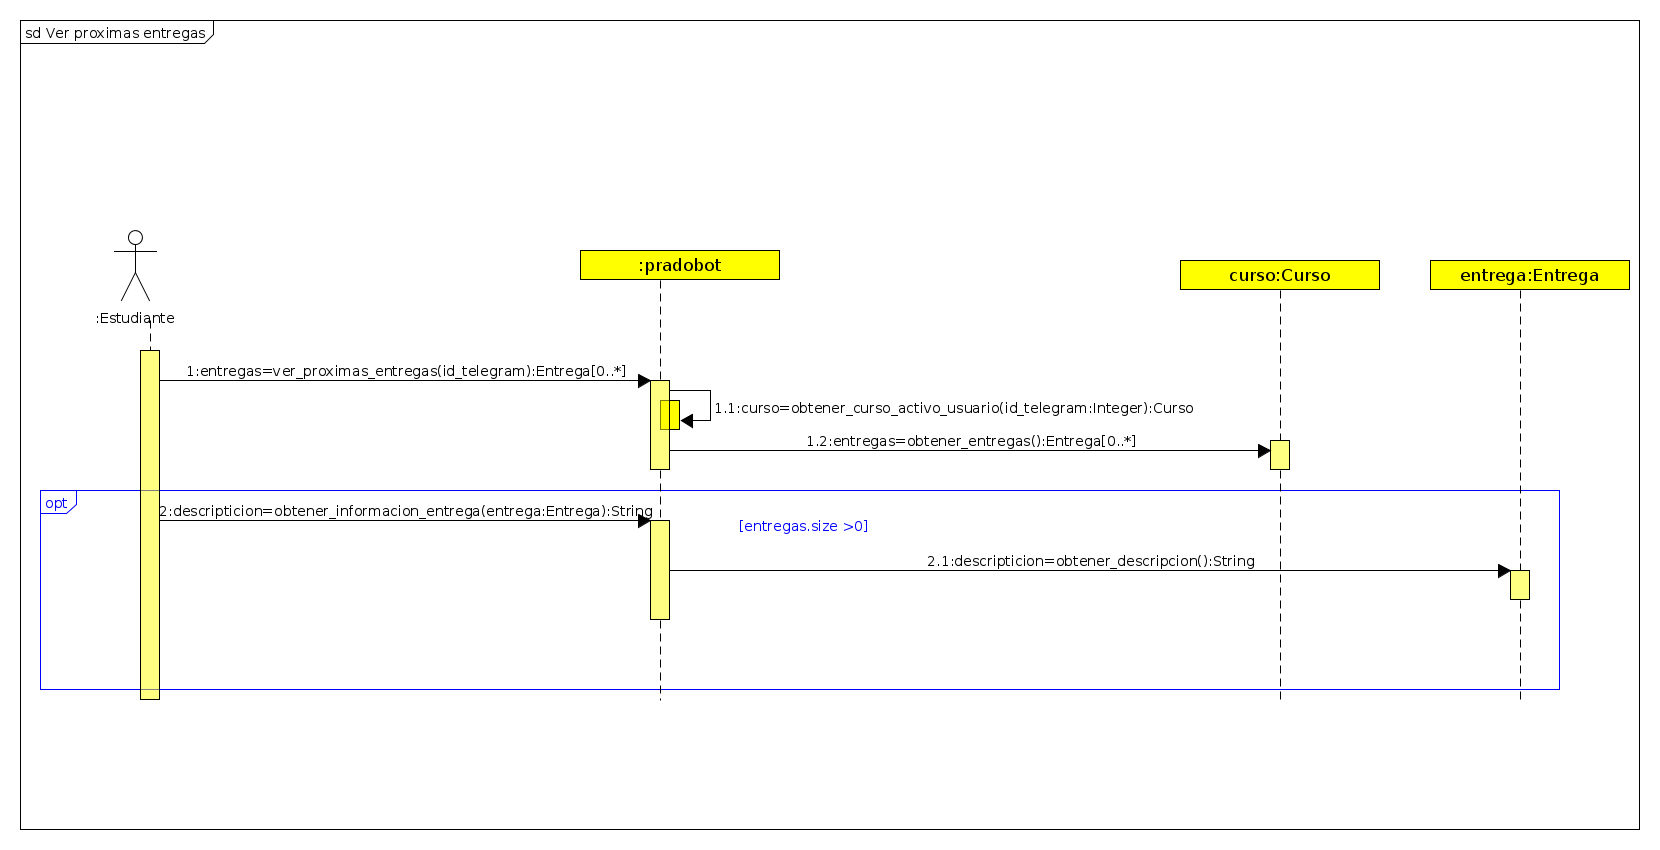 sd Ver proximas entregas
:Estudiante
:pradobot
curso:Curso
entrega:Entrega
1:entregas=ver_proximas_entregas(id_telegram):Entrega[0..*]
1.1:curso=obtener_curso_activo_usuario(id_telegram:Integer):Curso
1.2:entregas=obtener_entregas():Entrega[0..*]
opt
2:descripticion=obtener_informacion_entrega(entrega:Entrega):String
[entregas.size >0]
2.1:descripticion=obtener_descripcion():String